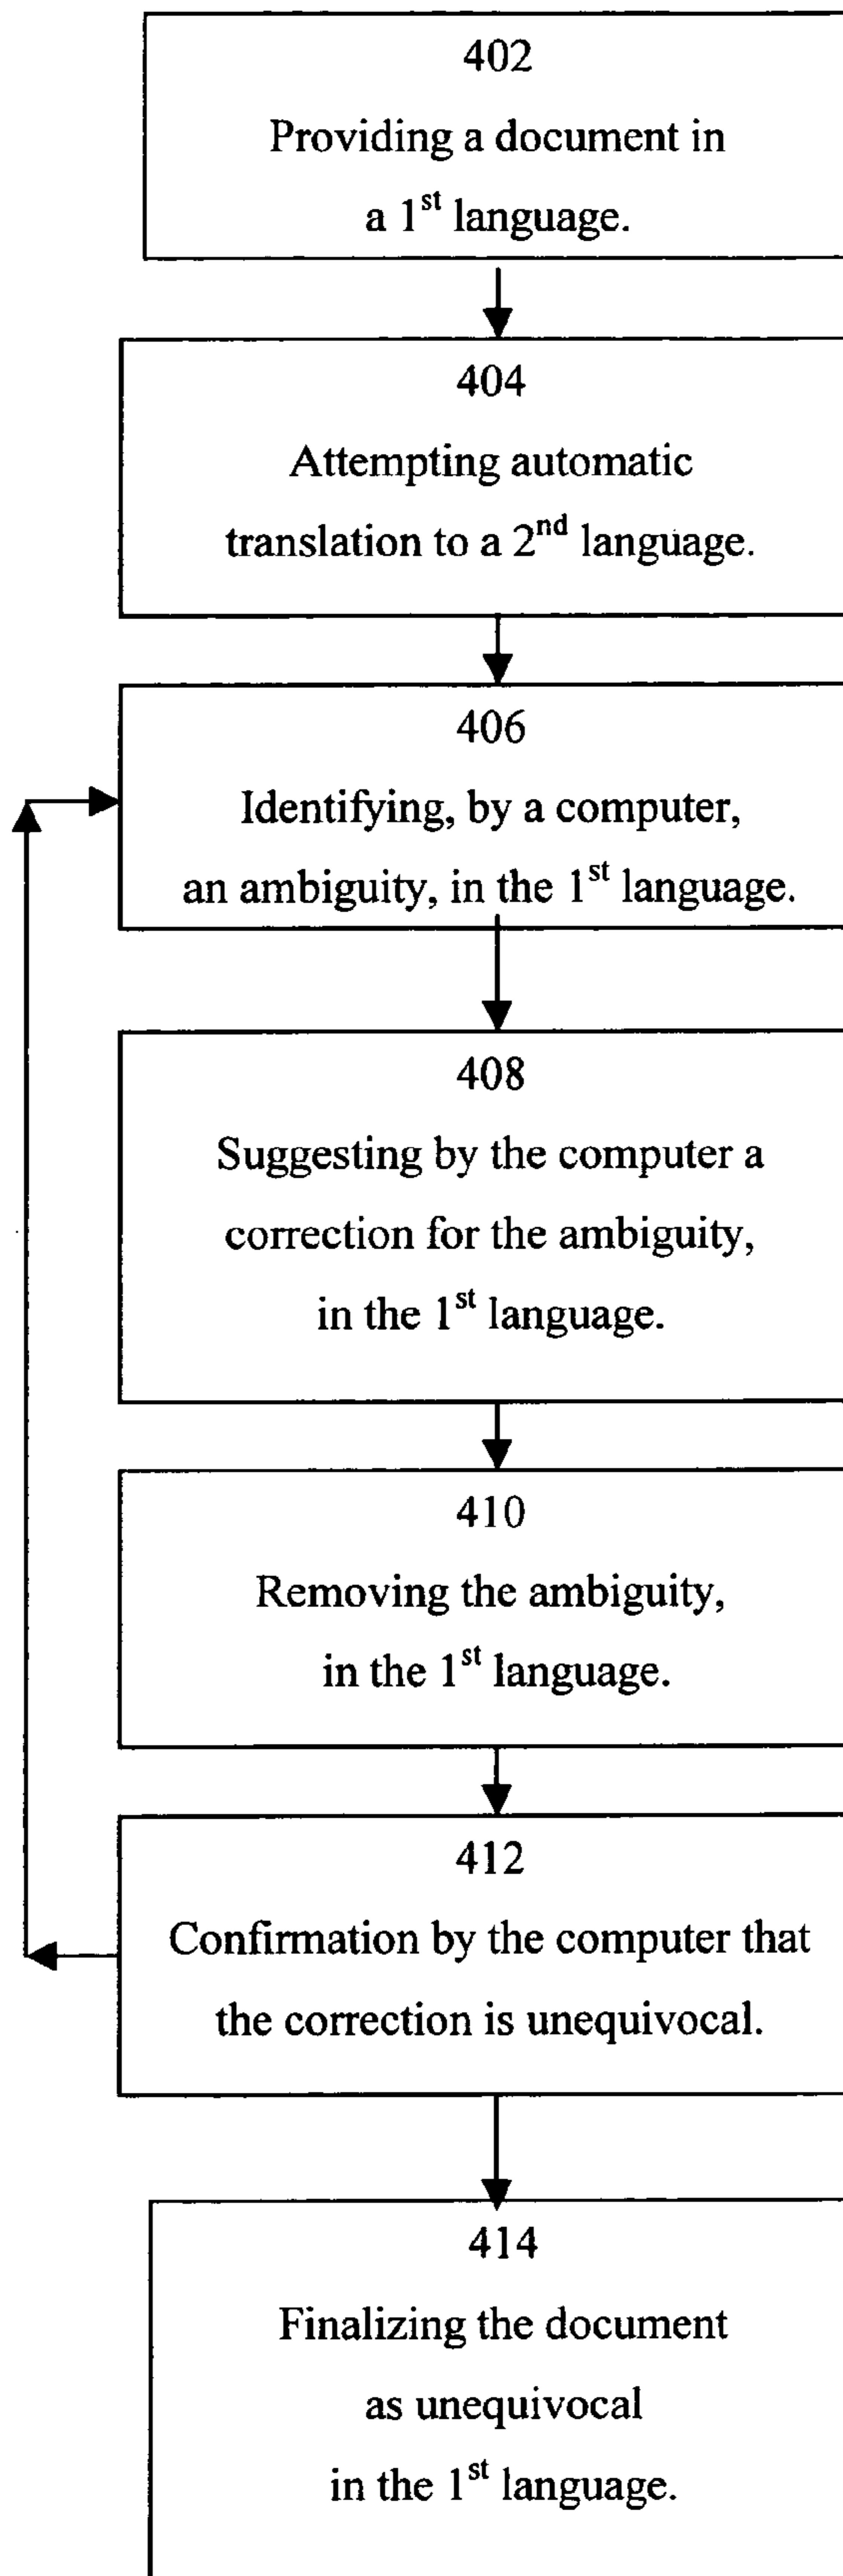 402
Providing a document in
a 1st language.
404
Attempting automatic
translation to a 2nd language.
406
Identifying, by a computer,
an ambiguity, in the 1st language.
408
Suggesting by the computer a
correction for the ambiguity,
in the 1st language.
410
Removing the ambiguity,
in the 1st language.
412
Confirmation by the computer that
the correction is unequivocal.
414
Finalizing the document
as unequivocal
in the 1st language.